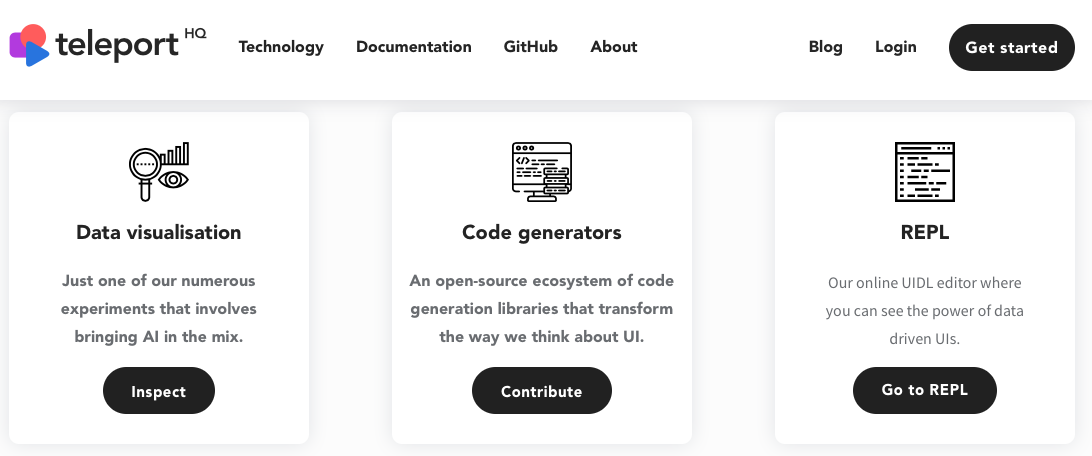 teleport HQ
Technology Documentation GitHub About Blog Login Get started
Data visualisation
Just one of our numerous
experiments that involves
bringing AI in the mix.
Inspect
Code generators
An open-source ecosystem of code
generation libraries that transform
the way we think about UI.
Contribute
REPL
Our online UIDL editor where
you can see the power of data
driven UIs.
Go to REPL